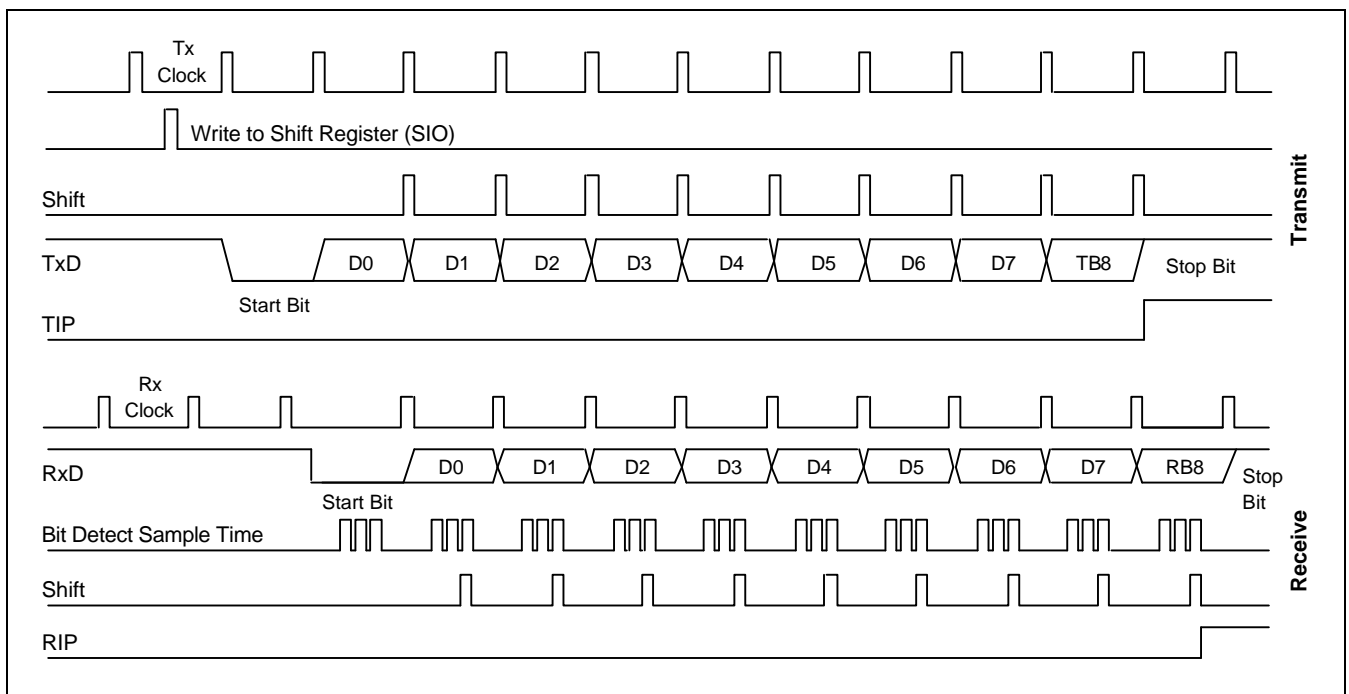 Tx
Clock
Write to Shift Register (SIO)
Shift
TxD
D0 D1 D2 D3 D4 D5 D6 D7 TB8 Stop Bit
Start Bit
TIP
Transmit
Rx
Clock
RxD
D0 D1 D2 D3 D4 D5 D6 D7 RB8 Stop
Bit
Start Bit
Bit Detect Sample Time
Shift
RIP
Receive